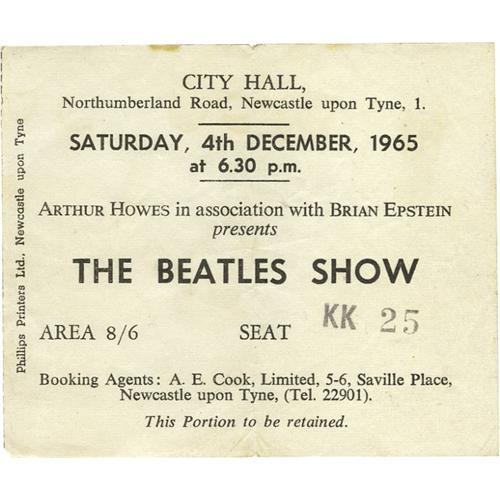 CITY HALL,
Northumberland Road, Newcastle upon Tyne, 1.
SATURDAY, 4th DECEMBER, 1965
at 6.30 p.m.
ARTHUR HOWES in association with BRIAN EPSTEIN
presents
THE BEATLES SHOW
AREA 8/6 SEAT KK 25
Booking Agents: A. E. Cook, Limited, 5-6, Saville Place,
Newcastle upon Tyne, (Tel. 22901).
This Portion to be retained.
Phillips Printers Ltd., Newcastle upon Tyne